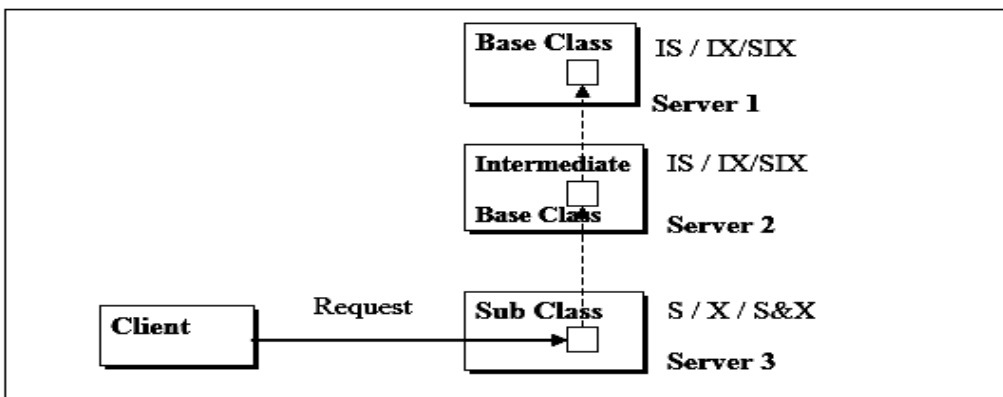 Base Class
IS / IX/SIX
Server 1
Intermediate
Base Class
IS / IX/SIX
Server 2
Client
Request
Sub Class
S / X / S&X
Server 3